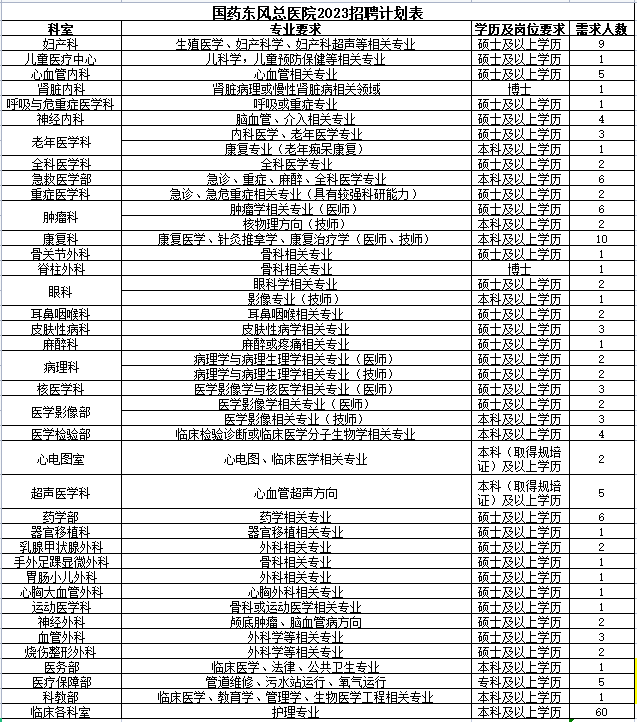 国药东风总医院2023招聘计划表
科室 专业要求 学历及岗位要求 需求人数
妇产科 生殖医学、妇产科学、妇产科超声等相关专业 硕士及以上学历 9
儿童医疗中心 儿科学，儿童预防保健等相关专业 硕士及以上学历 1
心血管内科 心血管相关专业 硕士及以上学历 5
肾脏内科 肾脏病理或慢性肾脏病相关领域 博士 1
呼吸与危重症医学科 呼吸或重症专业 硕士及以上学历 1
神经内科 脑血管、介入相关专业 硕士及以上学历 4
老年医学科 内科医学、老年医学专业 硕士及以上学历 3
康复专业（老年痴呆康复） 本科及以上学历 1
全科医学科 全科医学专业 硕士及以上学历 2
急救医学部 急诊、重症、麻醉、全科医学专业 本科及以上学历 6
重症医学科 急诊、急危重症相关专业（具有较强科研能力） 硕士及以上学历 2
肿瘤科 肿瘤学相关专业（医师） 硕士及以上学历 6
核物理方向（技师） 本科及以上学历 2
康复科 康复医学、针灸推拿学、康复治疗学（医师、技师） 本科及以上学历 10
骨关节外科 骨科相关专业 硕士及以上学历 1
脊柱外科 骨科相关专业 博士 1
眼科 眼科学相关专业 硕士及以上学历 2
影像专业（技师） 本科及以上学历 1
耳鼻咽喉科 耳鼻咽喉相关专业 硕士及以上学历 2
皮肤性病科 皮肤性病学相关专业 硕士及以上学历 3
麻醉科 麻醉或疼痛相关专业 硕士及以上学历 1
病理科 病理学与病理生理学相关专业（医师） 硕士及以上学历 2
病理学与病理生理学相关专业（技师） 硕士及以上学历 2
核医学科 医学影像学与核医学相关专业（医师） 硕士及以上学历 3
医学影像部 医学影像学相关专业（医师） 硕士及以上学历 2
医学影像相关专业（技师） 本科及以上学历 3
医学检验部 临床检验诊断或临床医学分子生物学相关专业 本科及以上学历 4
心电图室 心电图、临床医学相关专业 本科（取得规培
证）及以上学历 2
超声医学科 心血管超声方向 本科（取得规培
证）及以上学历 5
药学部 药学相关专业 硕士及以上学历 6
器官移植科 器官移植相关专业 硕士及以上学历 1
乳腺甲状腺外科 外科相关专业 硕士及以上学历 2
手外足踝显微外科 骨科相关专业 硕士及以上学历 1
胃肠小儿外科 外科相关专业 硕士及以上学历 1
心胸大血管外科 心胸外科相关专业 硕士及以上学历 1
运动医学科 骨科或运动医学相关专业 硕士及以上学历 1
神经外科 颅底肿瘤、脑血管病方向 硕士及以上学历 2
血管外科 外科学等相关专业 硕士及以上学历 3
烧伤整形外科 外科学等相关专业 硕士及以上学历 2
医务部 临床医学、法律、公共卫生专业 本科及以上学历 1
医疗保障部 管道维修、污水站运行、氧气运行 专科及以上学历 5
科教部 临床医学、教育学、管理学、生物医学工程相关专业 本科及以上学历 1
临床各科室 护理专业 本科及以上学历 60